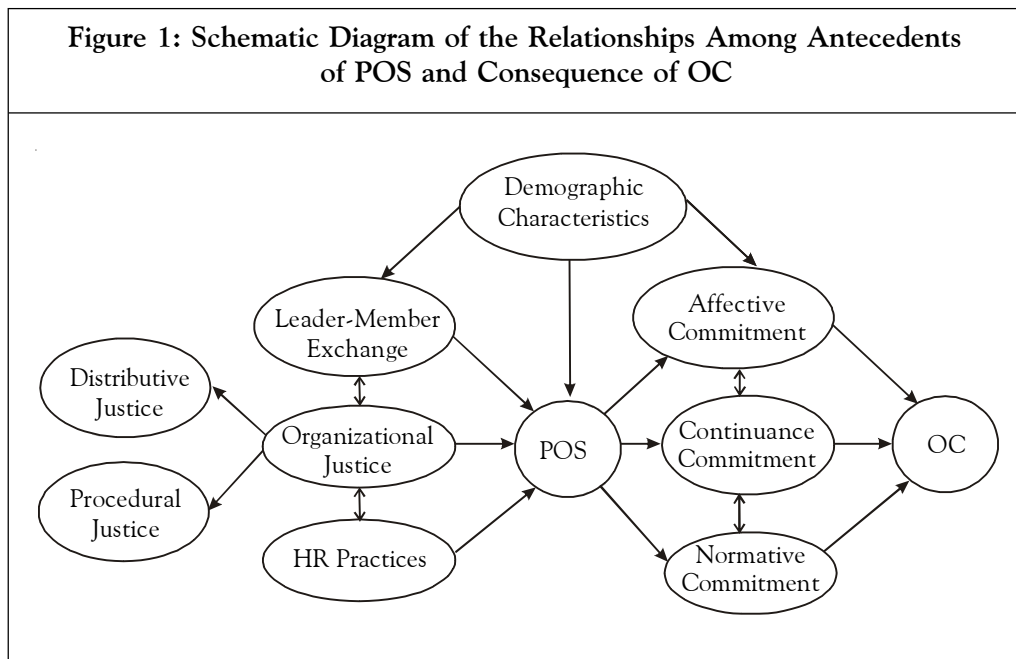 Figure 1: Schematic Diagram of the Relationships Among Antecedents
of POS and Consequence of OC
Demographic
Characteristics
Leader-Member
Exchange
Affective
Commitment
Distributive
Justice
Organizational
Justice
POS
Continuance
Commitment
OC
Procedural
Justice
HR Practices
Normative
Commitment